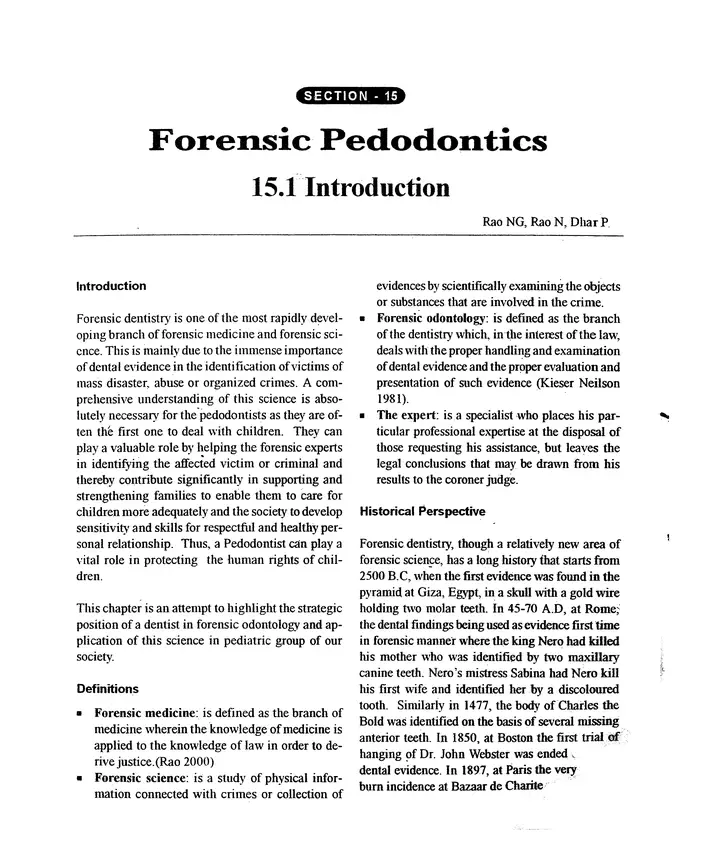 SECTION - 15
Forensic Pedodontics
15.1 Introduction
Rao NG, Rao N, Dhar P.
Introduction
Forensic dentistry is one of the most rapidly devel-
oping branch of forensic medicine and forensic sci-
ence. This is mainly due to the immense importance
of dental evidence in the identification of victims of
mass disaster, abuse or organized crimes. A com-
prehensive understanding of this science is abso-
lutely necessary for the pedodontists as they are of-
ten the first one to deal with children. They can
play a valuable role by helping the forensic experts
in identifying the affected victim or criminal and
thereby contribute significantly in supporting and
strengthening families to enable them to care for
children more adequately and the society to develop
sensitivity and skills for respectful and healthy per-
sonal relationship. Thus, a Pedodontist can play a
vital role in protecting the human rights of chil-
dren.
This chapter is an attempt to highlight the strategic
position of a dentist in forensic odontology and ap-
plication of this science in pediatric group of our
society.
Definitions
▪ Forensic medicine: is defined as the branch of
medicine wherein the knowledge of medicine is
applied to the knowledge of law in order to de-
rive justice.(Rao 2000)
▪ Forensic science: is a study of physical infor-
mation connected with crimes or collection of
evidences by scientifically examining the objects
or substances that are involved in the crime.
▪ Forensic odontology: is defined as the branch
of the dentistry which, in the interest of the law,
deals with the proper handling and examination
of dental evidence and the proper evaluation and
presentation of such evidence (Kieser Neilson
1981).
▪ The expert: is a specialist who places his par-
ticular professional expertise at the disposal of
those requesting his assistance, but leaves the
legal conclusions that may be drawn from his
results to the coroner judge.
Historical Perspective
Forensic dentistry, though a relatively new area of
forensic science, has a long history that starts from
2500 B.C, when the first evidence was found in the
pyramid at Giza, Egypt, in a skull with a gold wire
holding two molar teeth. In 45-70 A.D, at Rome;
the dental findings being used as evidence first time
in forensic manner where the king Nero had killed
his mother who was identified by two maxillary
canine teeth. Nero's mistress Sabina had Nero kill
his first wife and identified her by a discoloured
tooth. Similarly in 1477, the body of Charles the
Bold was identified on the basis of several missing
anterior teeth. In 1850, at Boston the first trial of
hanging of Dr. John Webster was ended
dental evidence. In 1897, at Paris the very
burn incidence at Bazaar de Charite